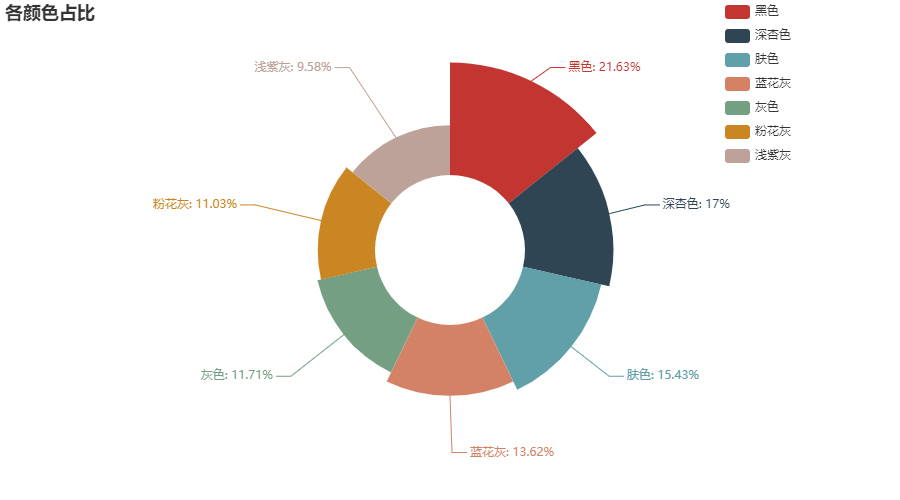 各颜色占比
黑色
深杏色
肤色
蓝花灰
灰色
粉花灰
浅紫灰
浅紫灰: 9.58%
黑色: 21.63%
粉花灰: 11.03%
深杏色: 17%
灰色: 11.71%
肤色: 15.43%
蓝花灰: 13.62%